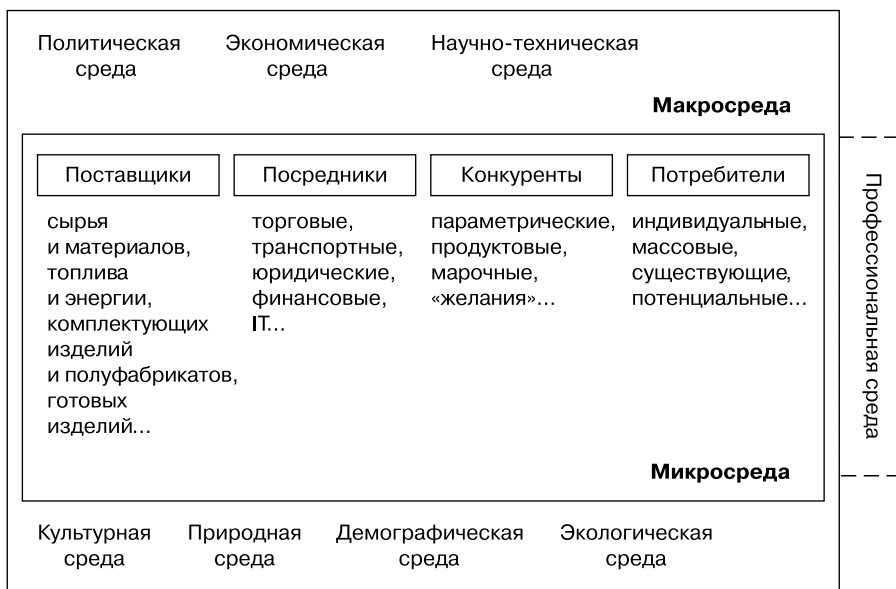 Политическая
среда
Экономическая
среда
Научно-техническая
среда
Макросреда
Поставщики
сырья
и материалов,
топлива
и энергии,
комплектующих
изделий
и полуфабрикатов,
готовых
изделий...
Посредники
торговые,
транспортные,
юридические,
финансовые,
IT...
Конкуренты
параметрические,
продуктовые,
марочные,
«желания»...
Потребители
индивидуальные,
массовые,
существующие,
потенциальные...
Микросреда
Профессиональная среда
Культурная
среда
Природная
среда
Демографическая
среда
Экологическая
среда